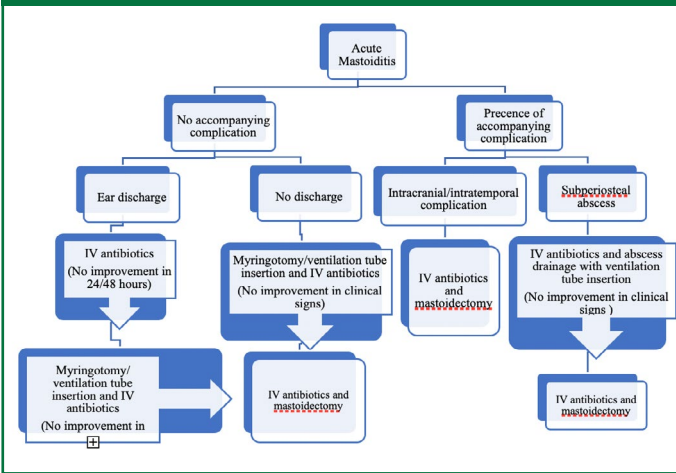 Acute
Mastoiditis
No accompanying
complication
Precence of
accompanying
complication
Ear discharge
No discharge
Intracranial/intratemporal
complication
Subperiosteal
abscess
IV antibiotics
(No improvement in
24/48 hours)
Myringotomy/ventilation tube
insertion and IV antibiotics
(No improvement in clinical
signs)
IV antibiotics
and
mastoidectomy
IV antibiotics and abscess
drainage with ventilation
tube insertion
(No improvement in clinical
signs )
Myringotomy/
ventilation tube
insertion and IV
antibiotics
(No improvement in
IV antibiotics and
mastoidectomy
IV antibiotics and
mastoidectomy